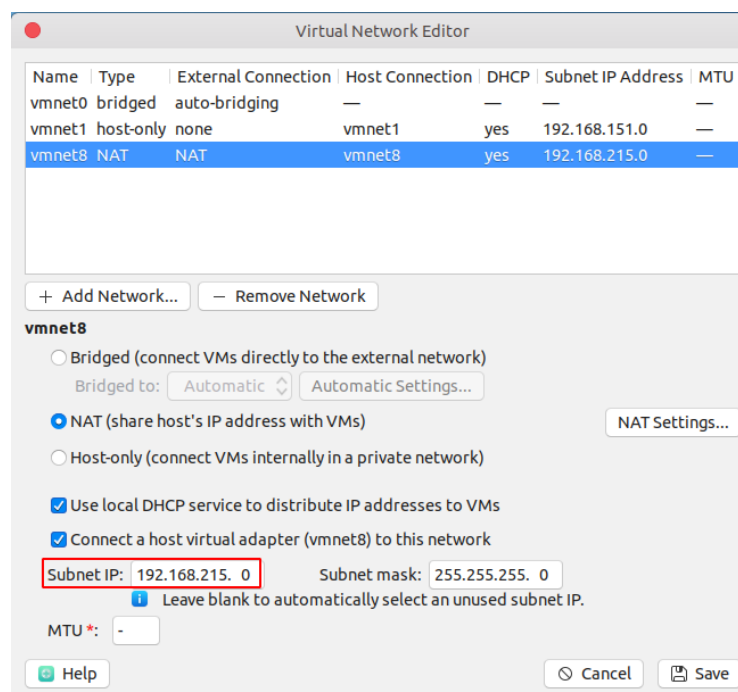 Virtual Network Editor
Name Type External Connection Host Connection DHCP Subnet IP Address MTU
vmnet0 bridged auto-bridging — — — —
vmnet1 host-only none vmnet1 yes 192.168.151.0 —
vmnet8 NAT NAT vmnet8 yes 192.168.215.0 —
+ Add Network... − Remove Network
vmnet8
Bridged (connect VMs directly to the external network)
Bridged to: Automatic Automatic Settings...
NAT (share host's IP address with VMs) NAT Settings...
Host-only (connect VMs internally in a private network)
Use local DHCP service to distribute IP addresses to VMs
Connect a host virtual adapter (vmnet8) to this network
Subnet IP: 192.168.215. 0 Subnet mask: 255.255.255. 0
i Leave blank to automatically select an unused subnet IP.
MTU *: -
Help Cancel Save